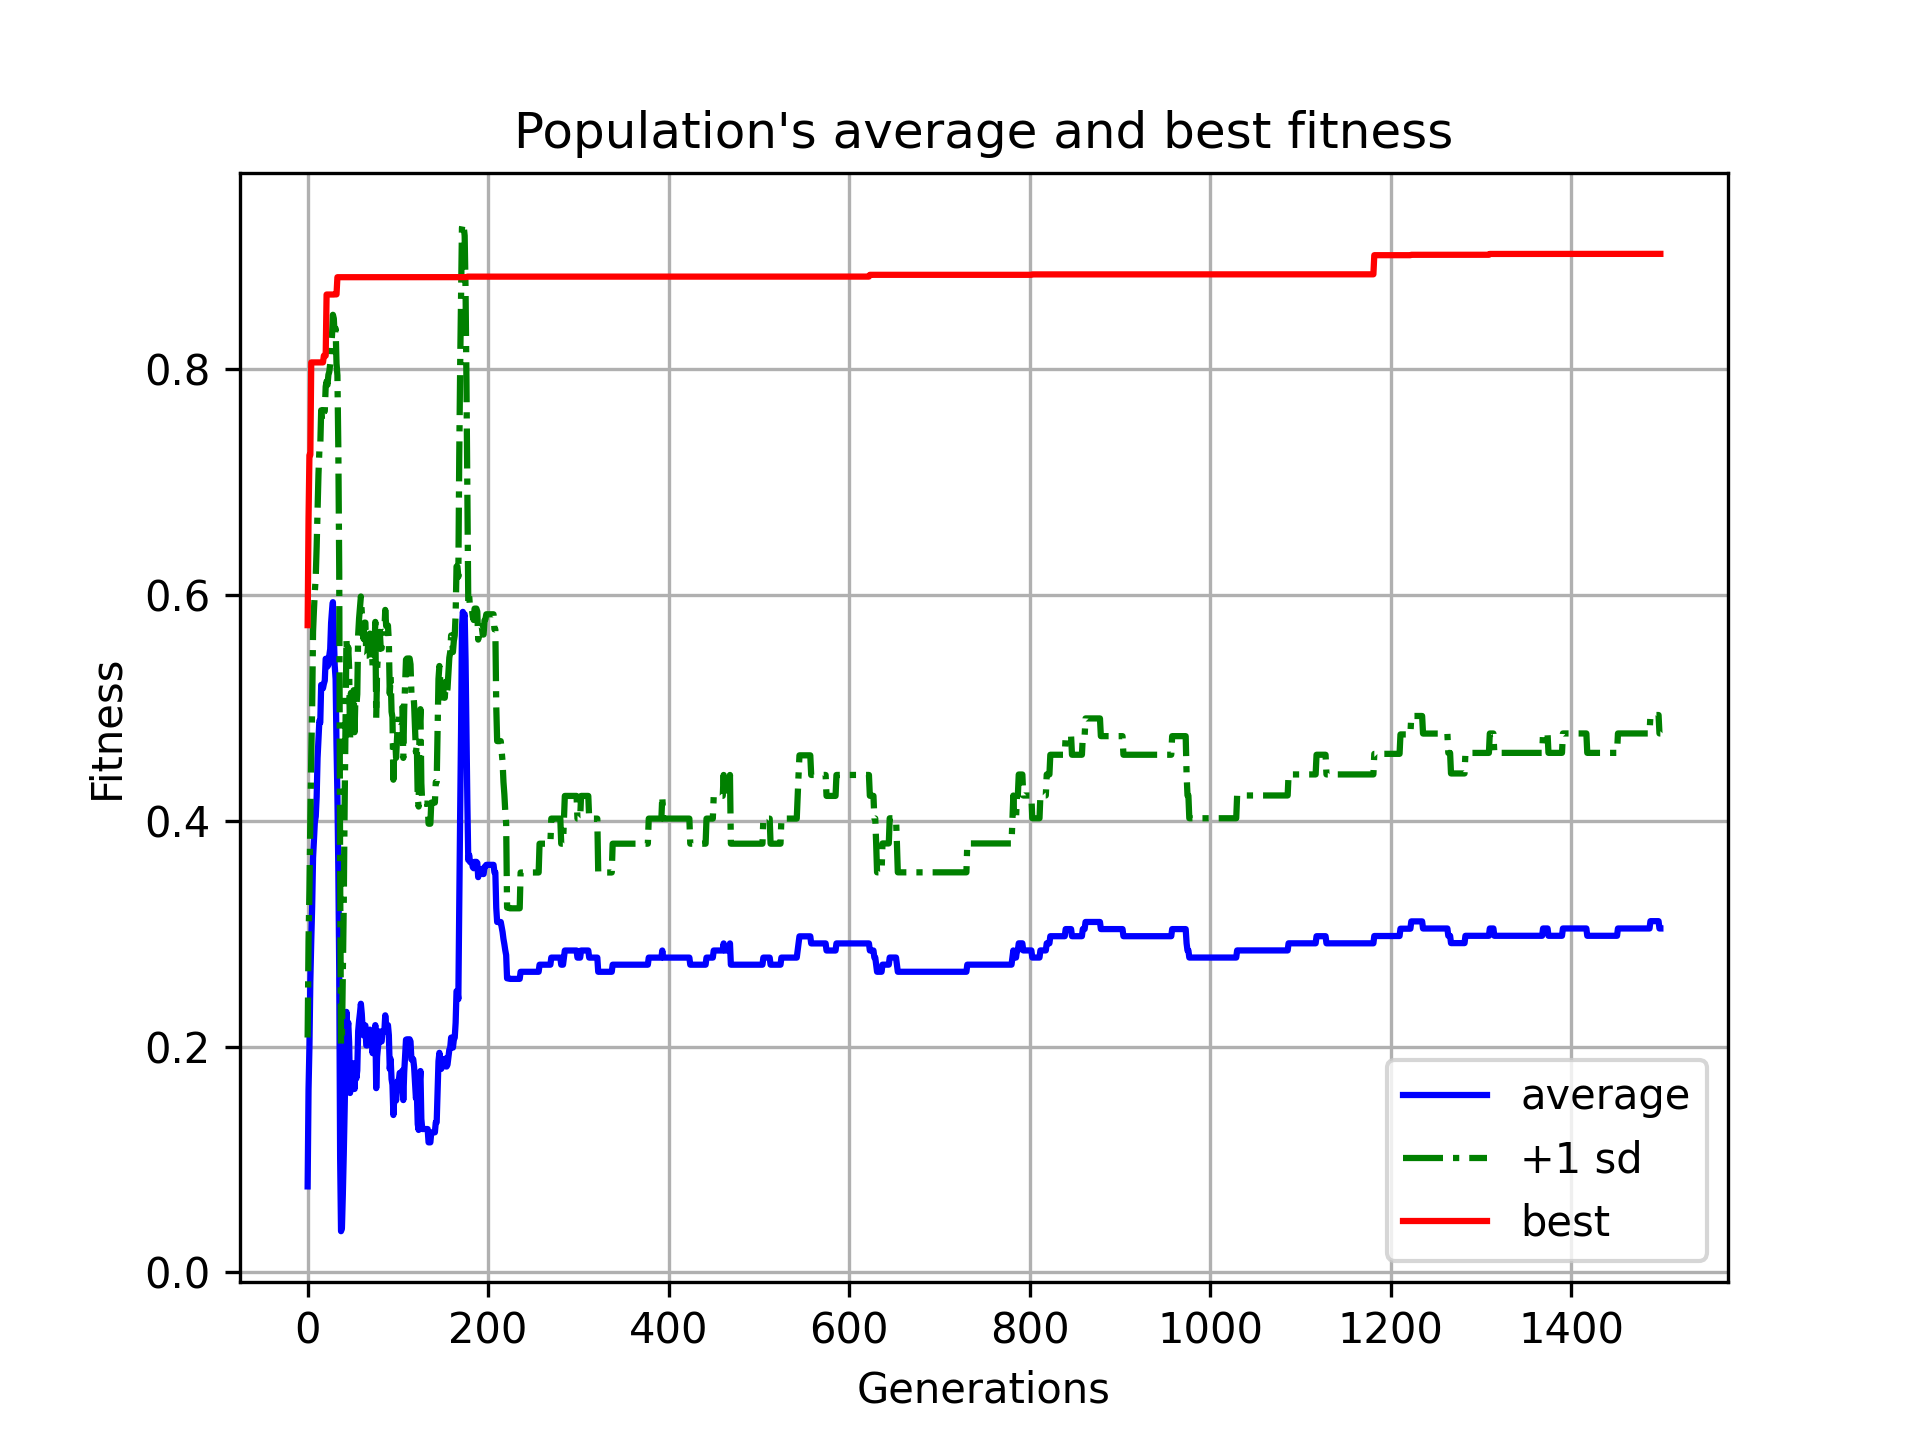 Population's average and best fitness
Fitness
0.8
0.6
0.4
0.2
0.0
0 200 400 600 800 1000 1200 1400
Generations
average
+1 sd
best